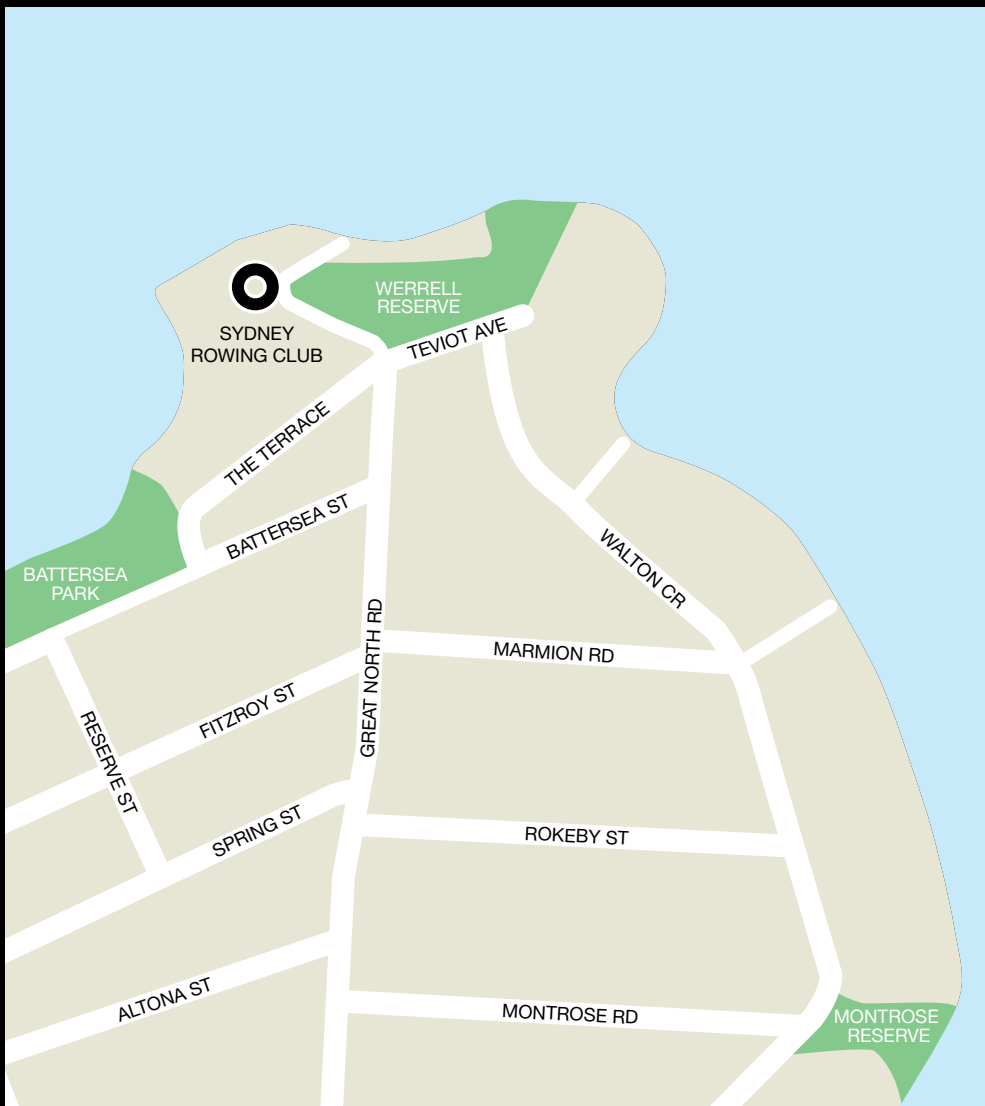 WERRELL
RESERVE
SYDNEY
ROWING CLUB
TEVIOT AVE
THE TERRACE
BATTERSEA ST
BATTERSEA
PARK
WALTON CR
GREAT NORTH RD
MARMION RD
FITZROY ST
RESERVE ST
SPRING ST
ROKEBY ST
ALTONA ST
MONTROSE RD
MONTROSE
RESERVE